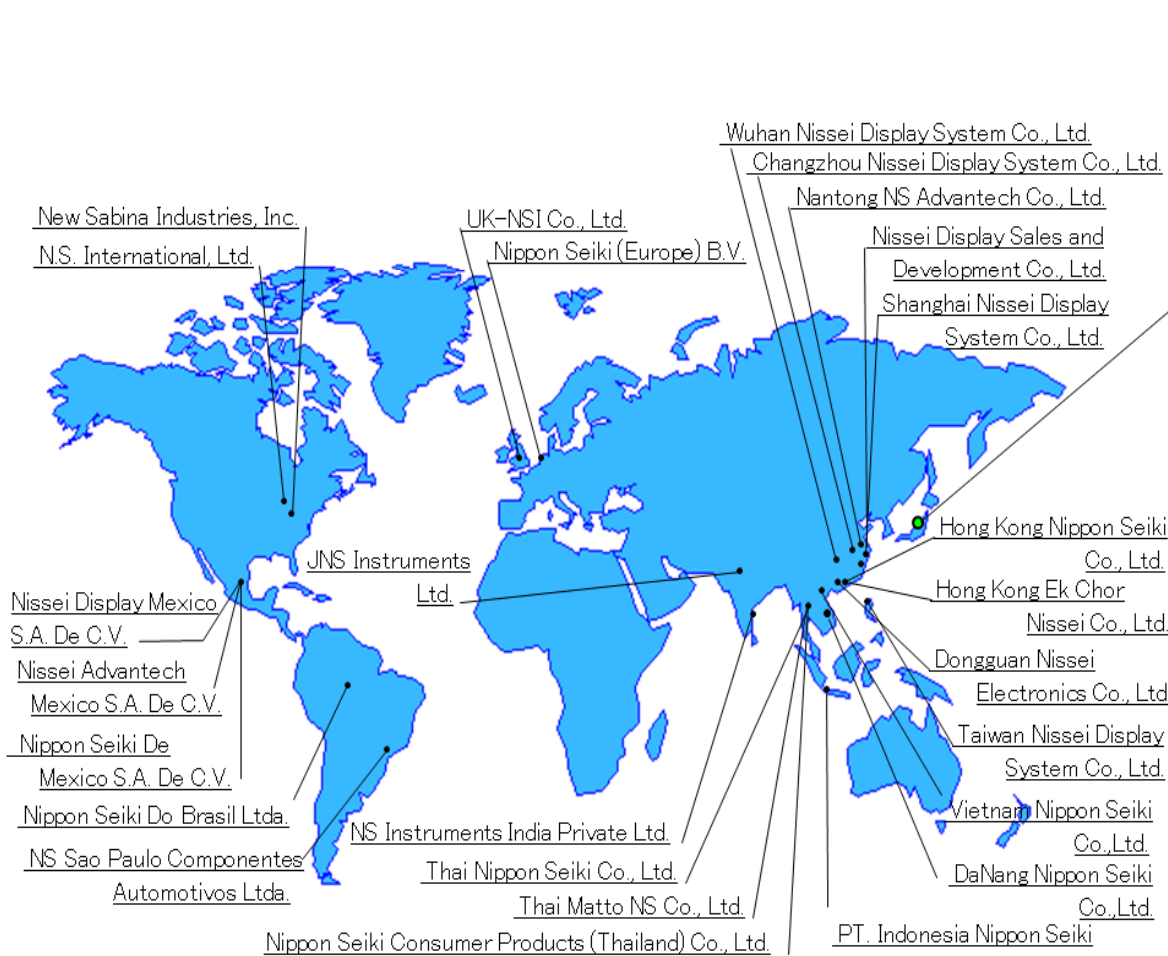 Wuhan Nissei Display System Co., Ltd.
Changzhou Nissei Display System Co., Ltd.
Nantong NS Advantech Co., Ltd.
Nissei Display Sales and
Development Co., Ltd.
Shanghai Nissei Display
System Co., Ltd.
New Sabina Industries, Inc.
N.S. International, Ltd.
UK-NSI Co., Ltd.
Nippon Seiki (Europe) B.V.
JNS Instruments
Ltd.
Hong Kong Nippon Seiki
Co., Ltd.
Hong Kong Ek Chor
Nissei Co., Ltd.
Dongguan Nissei
Electronics Co., Ltd
Taiwan Nissei Display
System Co., Ltd.
Vietnam Nippon Seiki
Co.,Ltd.
DaNang Nippon Seiki
Co.,Ltd.
PT. Indonesia Nippon Seiki
Nissei Display Mexico
S.A. De C.V.
Nissei Advantech
Mexico S.A. De C.V.
Nippon Seiki De
Mexico S.A. De C.V.
Nippon Seiki Do Brasil Ltda.
NS Sao Paulo Componentes
Automotivos Ltda.
NS Instruments India Private Ltd.
Thai Nippon Seiki Co., Ltd.
Thai Matto NS Co., Ltd.
Nippon Seiki Consumer Products (Thailand) Co., Ltd.